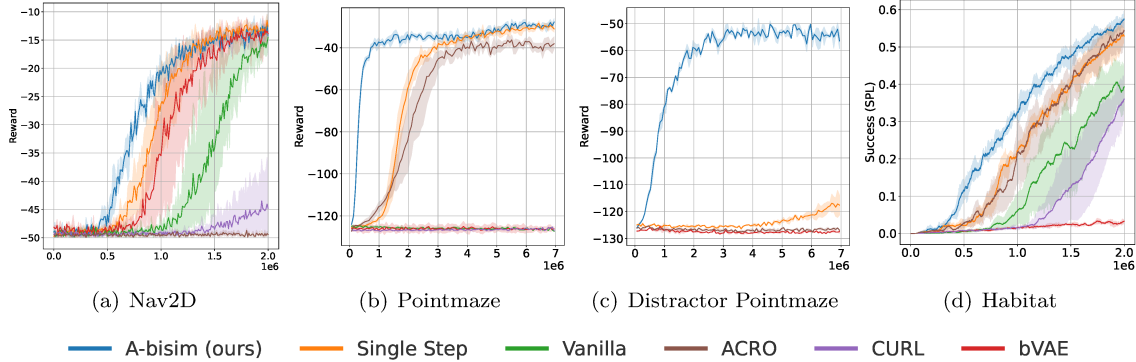 −10
−15
−20
−25
−30
−35
−40
−45
−50
Reward
0.0 0.5 1.0 1.5 2.0
1e6
−40
−60
−80
−100
−120
Reward
0 1 2 3 4 5 6 7
1e6
−50
−60
−70
−80
−90
−100
−110
−120
−130
Reward
0 1 2 3 4 5 6 7
1e6
0.6
0.5
0.4
0.3
0.2
0.1
0.0
Success (SPL)
0.0 0.5 1.0 1.5 2.0
1e6
(a) Nav2D
(b) Pointmaze
(c) Distractor Pointmaze
(d) Habitat
A-bisim (ours) Single Step Vanilla ACRO CURL bVAE